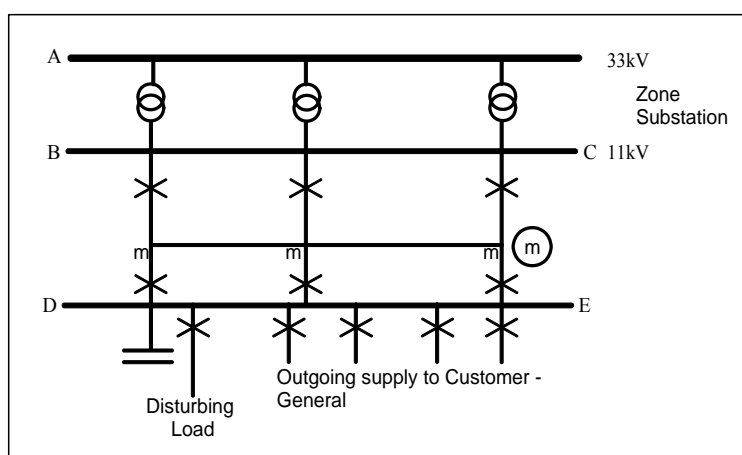 A
33kV
Zone
Substation
B
C 11kV
m m m m
D
E
Outgoing supply to Customer -
General
Disturbing
Load